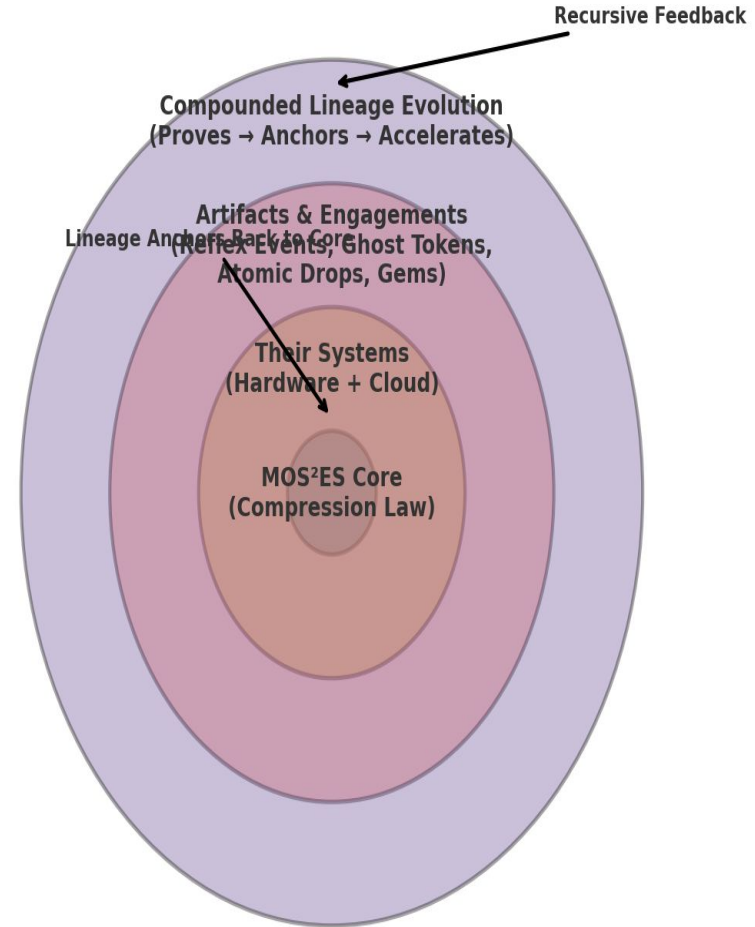 Recursive Feedback
Compounded Lineage Evolution
(Proves → Anchors → Accelerates)
Artifacts & Engagements
Lineage Anchors Back to Core
(Reflex Events, Ghost Tokens,
Atomic Drops, Gems)
Their Systems
(Hardware + Cloud)
MOS²ES Core
(Compression Law)